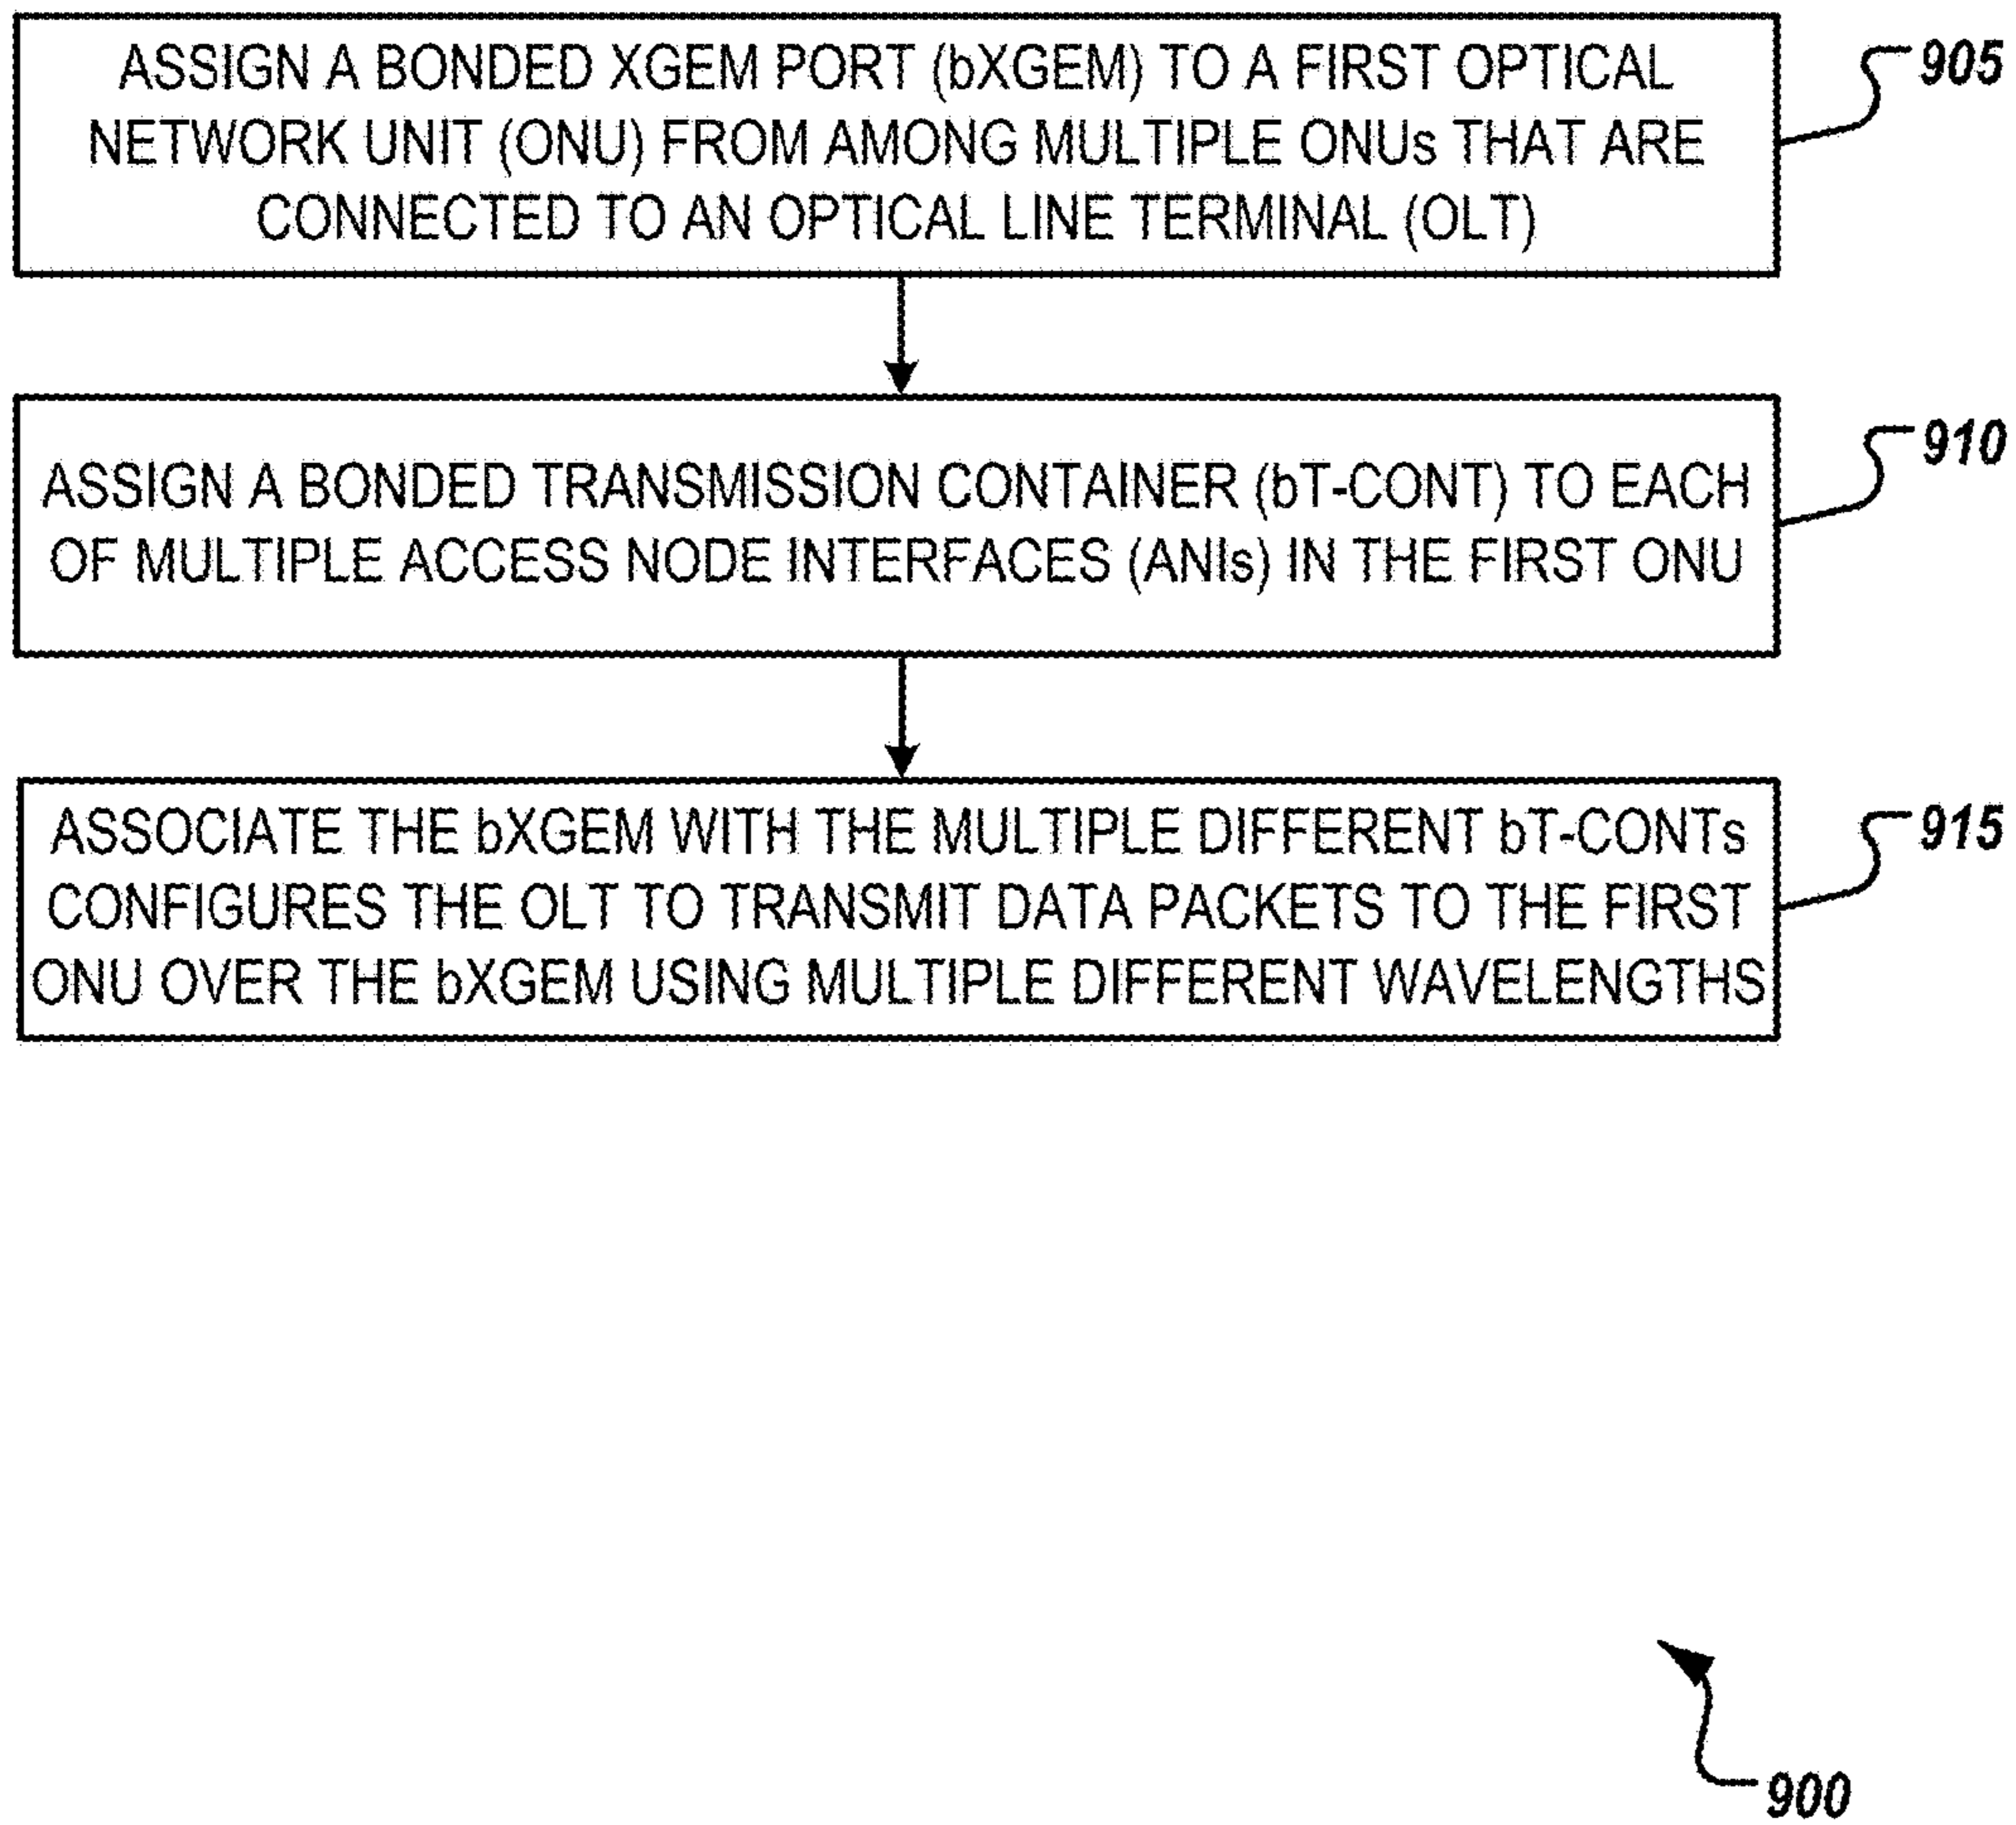 ASSIGN A BONDED XGEM PORT (bXGEM) TO A FIRST OPTICAL
NETWORK UNIT (ONU) FROM AMONG MULTIPLE ONUs THAT ARE
CONNECTED TO AN OPTICAL LINE TERMINAL (OLT)
905
ASSIGN A BONDED TRANSMISSION CONTAINER (bT-CONT) TO EACH
OF MULTIPLE ACCESS NODE INTERFACES (ANIs) IN THE FIRST ONU
910
ASSOCIATE THE bXGEM WITH THE MULTIPLE DIFFERENT bT-CONTs
CONFIGURES THE OLT TO TRANSMIT DATA PACKETS TO THE FIRST
ONU OVER THE bXGEM USING MULTIPLE DIFFERENT WAVELENGTHS
915
900